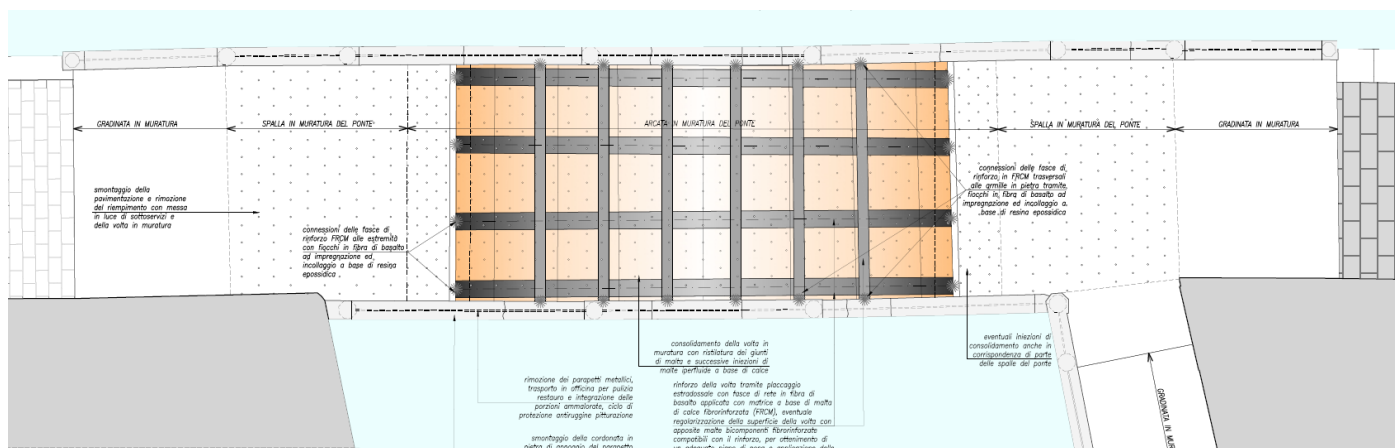 GRADINATA IN MURATURA
SPALLA IN MURATURA DEL PONTE
ARCATA IN MURATURA DEL PONTE
SPALLA IN MURATURA DEL PONTE
GRADINATA IN MURATURA
smontaggio della
pavimentazione e rimozione
del riempimento con messa
in luce di sottoservizi e
della volta in muratura
connessioni delle fasce di
rinforzo FRCM alle estremità
con fiocchi in fibra di basalto
ad impregnazione ed
incollaggio a base di resina
epossidica
connessioni delle fasce di
rinforzo in FRCM trasversali
alle armille in pietra tramite
fiocchi in fibra di basalto ad
impregnazione ed incollaggio a
base di resina epossidica
consolidamento della volta in
muratura con ristilatura dei giunti
di malta e successive iniezioni di
malte iperfluide a base di calce
eventuali iniezioni di
consolidamento anche in
corrispondenza di parte
delle spalle del ponte
rimozione dei parapetti metallici,
trasporto in officina per pulizia
restauro e integrazione delle
porzioni ammalorate, ciclo di
protezione antiruggine pitturazione
rinforzo della volta tramite placcaggio
estradossale con fasce di rete in fibra di
basalto applicata con matrice a base di malta
di calce fibrorinforzata (FRCM), eventuale
regolarizzazione della superficie della volta con
apposite malte bicomponenti fibrorinforzate
compatibili con il rinforzo, per ottenimento di
smontaggio della cordonata in
GRADINATA IN